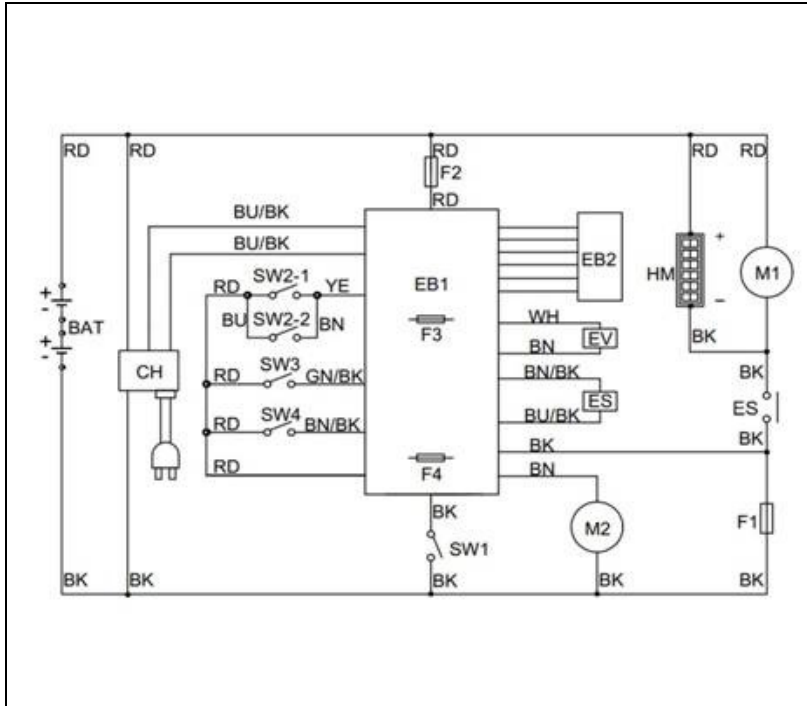 RD RD RD RD RD
F2
RD
BU/BK
BU/BK
EB2
RD SW2-1 YE
EB1
HM + M1
BU SW2-2 BN
WH
+
-
F3
EV
-
BAT
+
-
BN
BK
CH
RD SW3 GN/BK
BN/BK
BK
ES
ES
RD SW4 BN/BK
BU/BK
BK
BK
RD
F4
BN
BK
M2
F1
SW1
BK BK BK BK BK